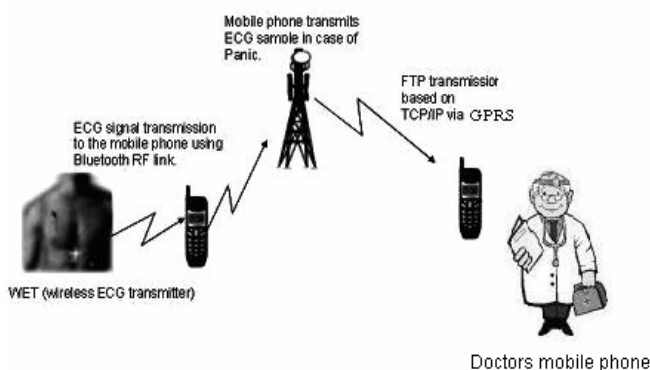 Mobile phone transmits
ECG sample in case of
Panic.
FTP transmission
based on
TCP/IP via GPRS
ECG signal transmission
to the mobile phone using
Bluetooth RF link.
WET (wireless ECG transmitter)
Doctors mobile phone